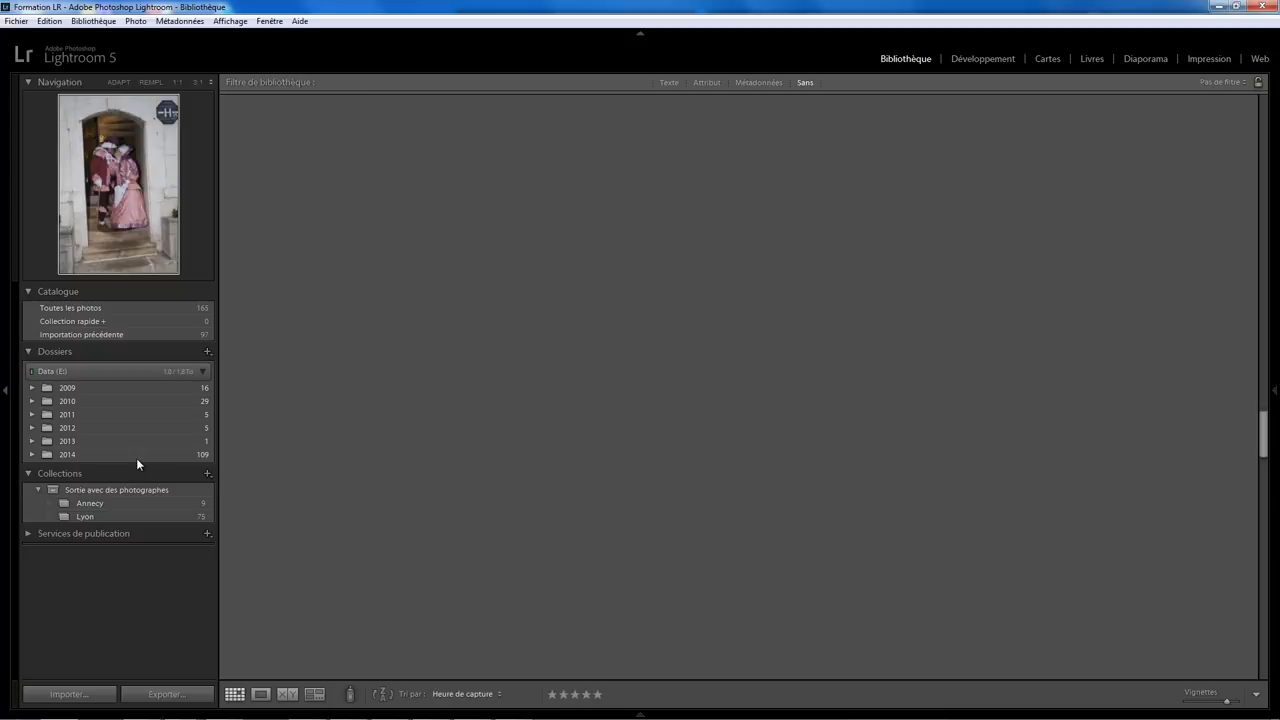 Formation LR - Adobe Photoshop Lightroom - Bibliothèque
Fichier Edition Bibliothèque Photo Métadonnées Affichage Fenêtre Aide
Lr Adobe Photoshop
Lightroom 5
Bibliothèque Développement Cartes Livres Diaporama Impression Web
Navigation ADAPT. REMPL. 1:1 3:1
Filtre de bibliothèque : Texte Attribut Métadonnées Sans Pas de filtre
Catalogue
Toutes les photos 165
Collection rapide + 0
Importation précédente 97
Dossiers
Data (E:) 1,0 / 1,8 To
2009 16
2010 29
2011 5
2012 5
2013 1
2014 109
Collections
Sortie avec des photographes
Annecy 9
Lyon 75
Services de publication
Importer... Exporter...
Tri par : Heure de capture
Vignettes